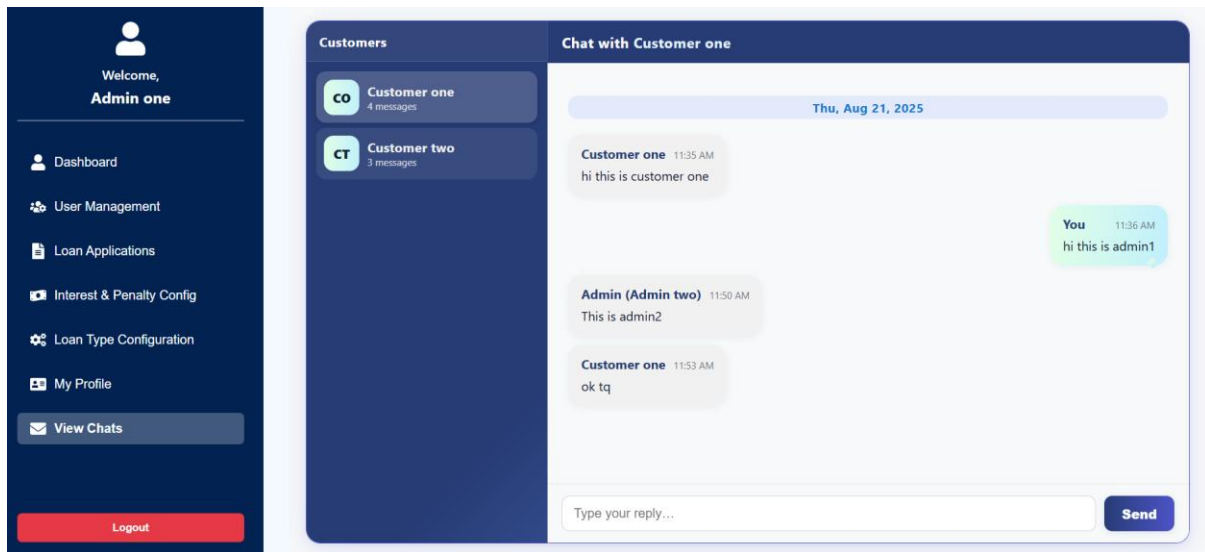 Welcome,
Admin one
Dashboard
User Management
Loan Applications
Interest & Penalty Config
Loan Type Configuration
My Profile
View Chats
Logout
Customers
CO
Customer one
4 messages
CT
Customer two
3 messages
Chat with Customer one
Thu, Aug 21, 2025
Customer one 11:35 AM
hi this is customer one
You 11:36 AM
hi this is admin1
Admin (Admin two) 11:50 AM
This is admin2
Customer one 11:53 AM
ok tq
Type your reply...
Send